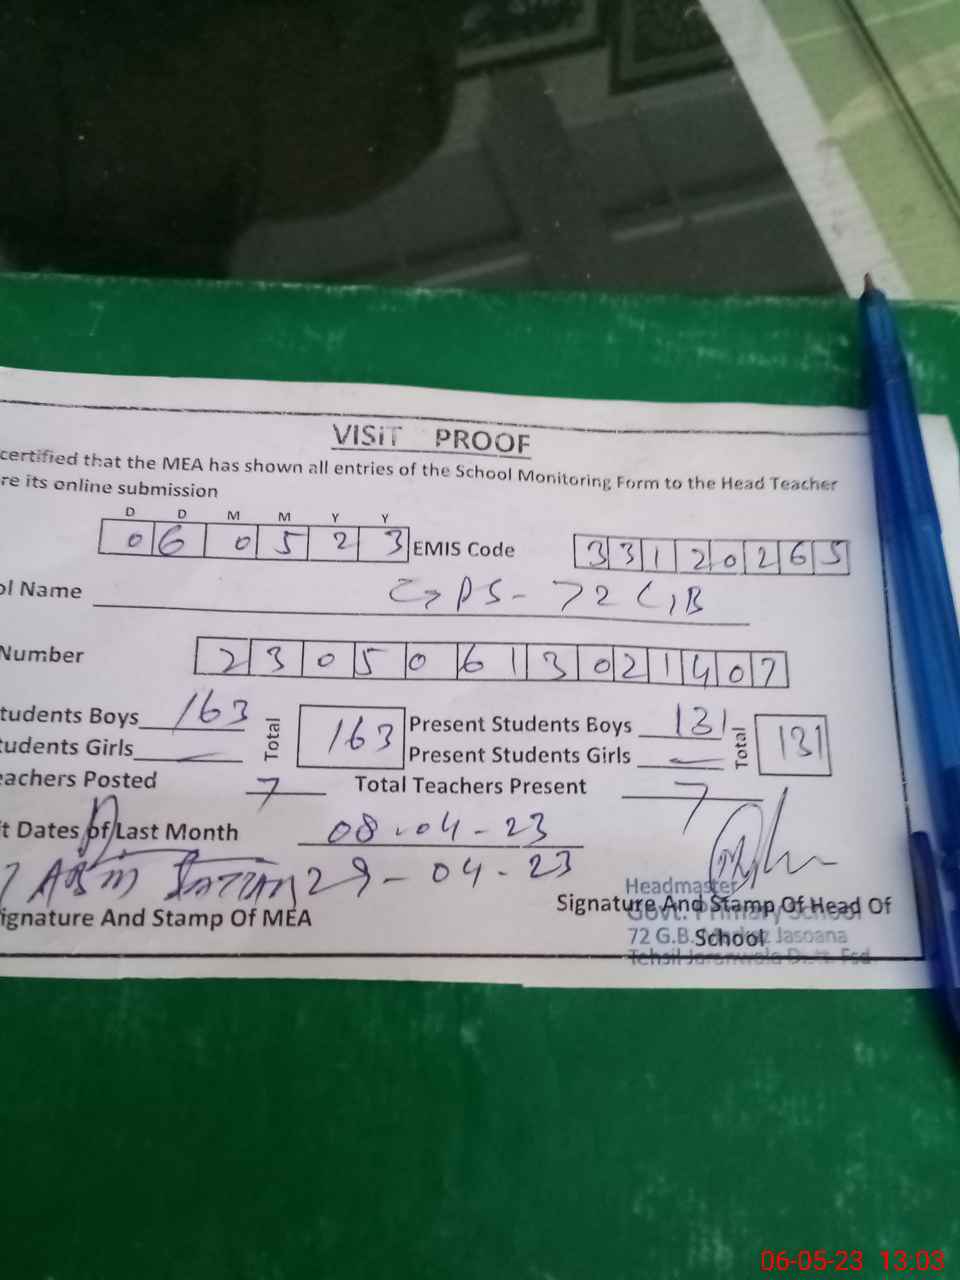 VISiT PROOF
certified that the MEA has shown all entries of the School Monitoring Form to the Head Teacher
re its online submission
D D M M Y Y
0 6 0 5 2 3 EMIS Code 3 3 1 2 0 2 6 5
ol Name GPS- 72 GB
Number 2 3 0 5 0 6 1 3 0 2 1 4 0 7
tudents Boys 163 Total 163 Present Students Boys 131 Total 131
tudents Girls — Present Students Girls —
eachers Posted 7 Total Teachers Present 7
t Dates of Last Month 08-04-23
29-04-23
ignature And Stamp Of MEA
Signature And Stamp Of Head Of
School
Headmaster
Govt. Primary School
72 G.B. Jasoana
06-05-23 13:03